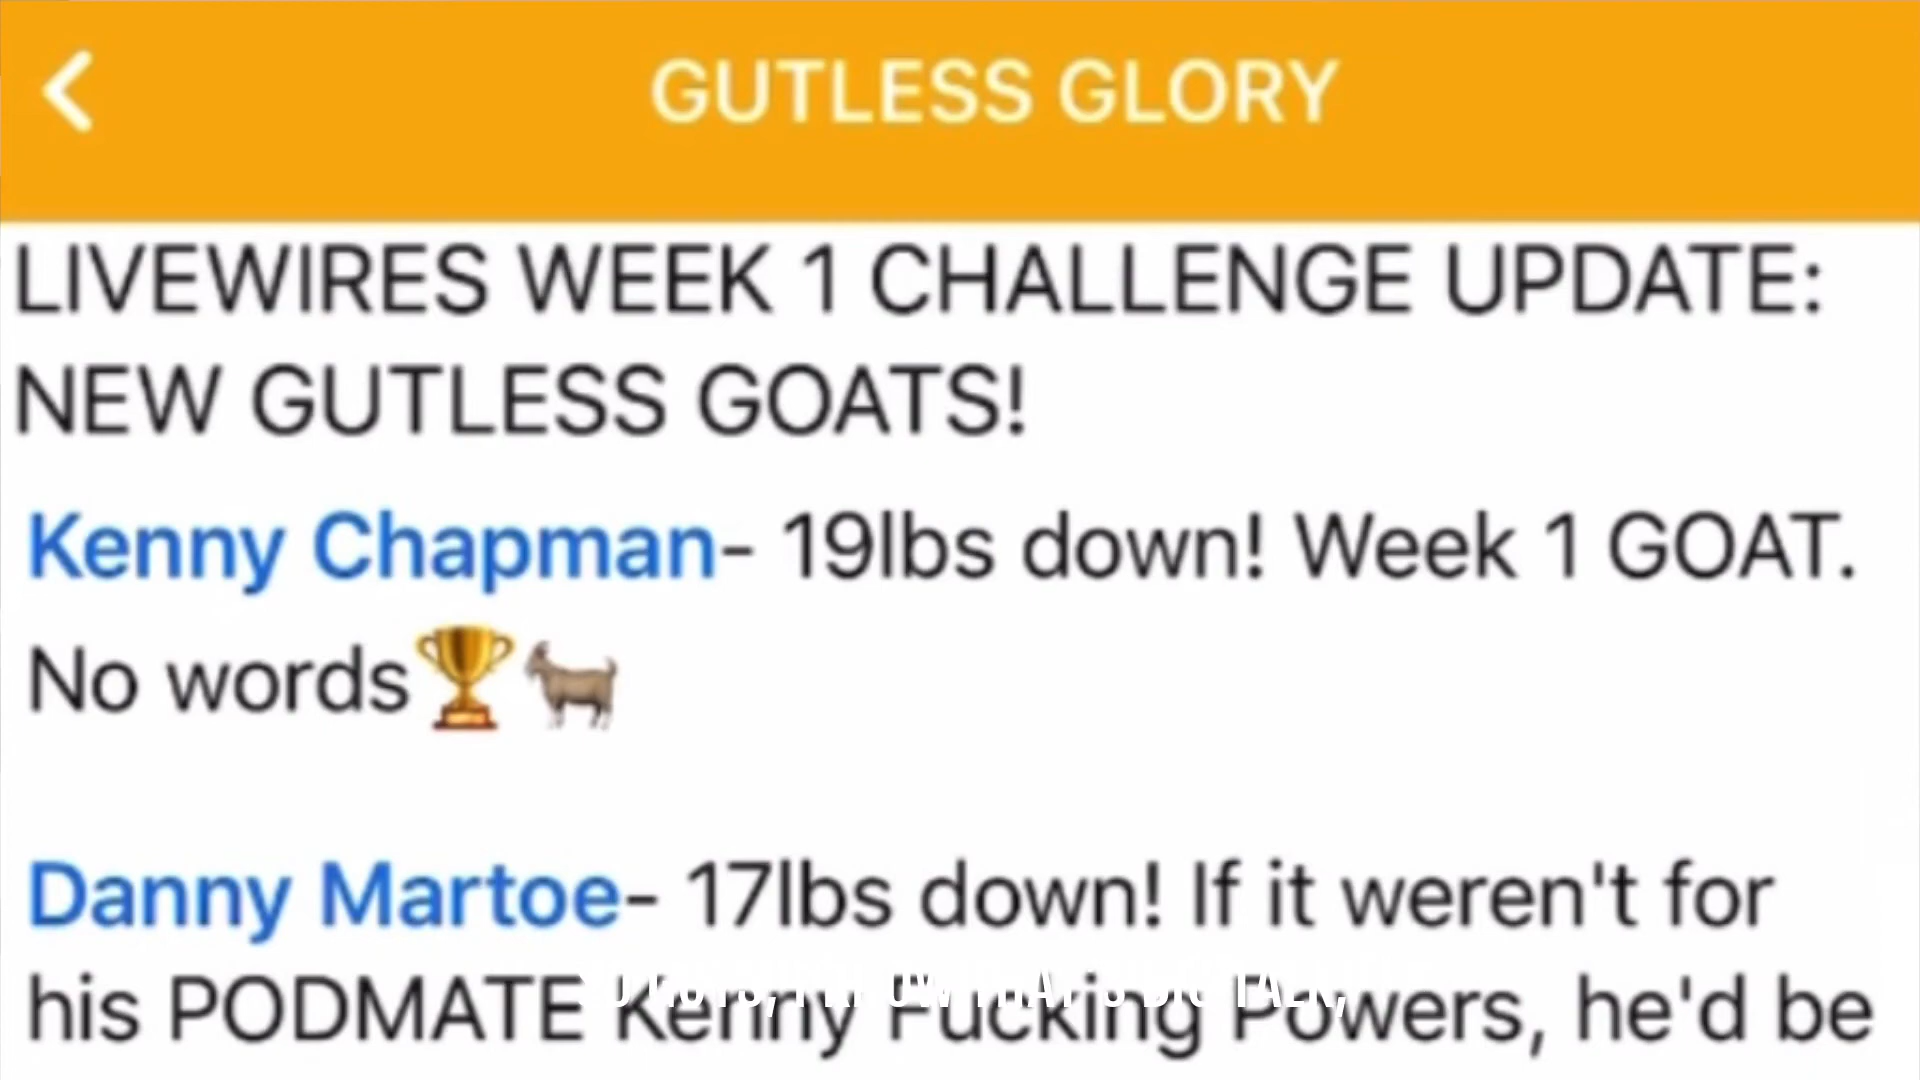 GUTLESS GLORY
LIVEWIRES WEEK 1 CHALLENGE UPDATE:
NEW GUTLESS GOATS!
Kenny Chapman- 19lbs down! Week 1 GOAT.
No words🏆🐐
Danny Martoe- 17lbs down! If it weren't for
his PODMATE Kenny Fucking Powers, he'd be